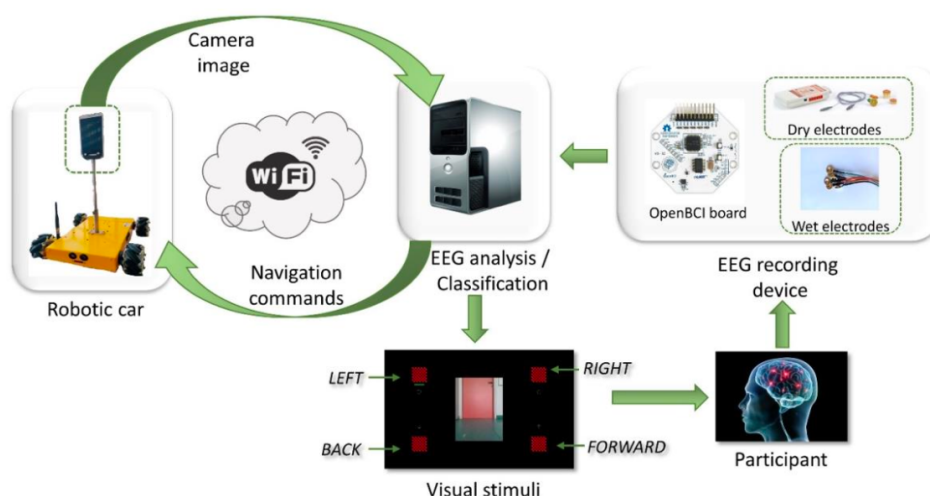 Camera
image
WiFi
Navigation
commands
Robotic car
EEG analysis /
Classification
OpenBCI board
Dry electrodes
Wet electrodes
EEG recording
device
LEFT
RIGHT
BACK
FORWARD
Visual stimuli
Participant